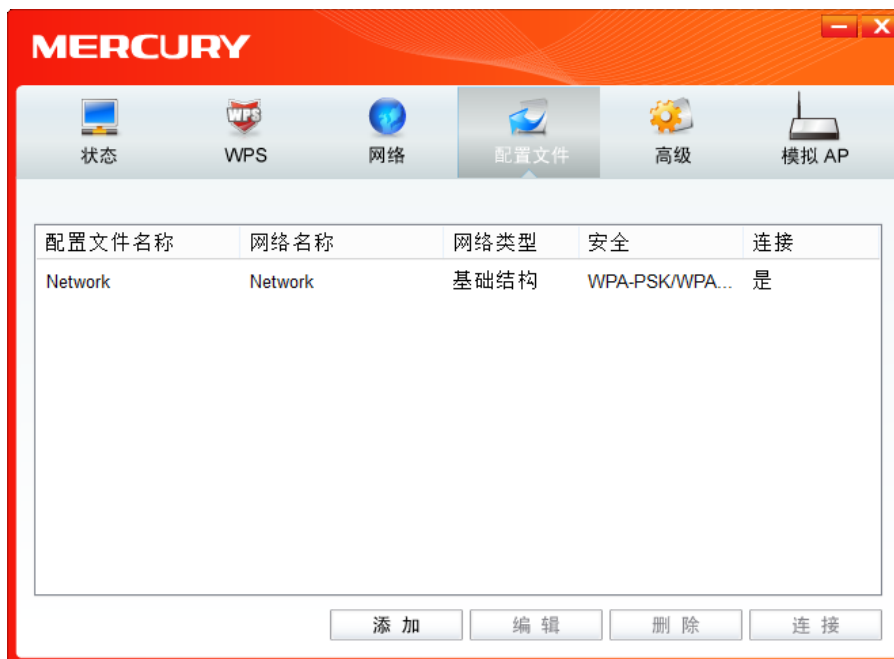 MERCURY
WPS
状态 WPS 网络 配置文件 高级 模拟 AP
配置文件名称 网络名称 网络类型 安全 连接
Network Network 基础结构 WPA-PSK/WPA... 是
添加 编辑 删除 连接